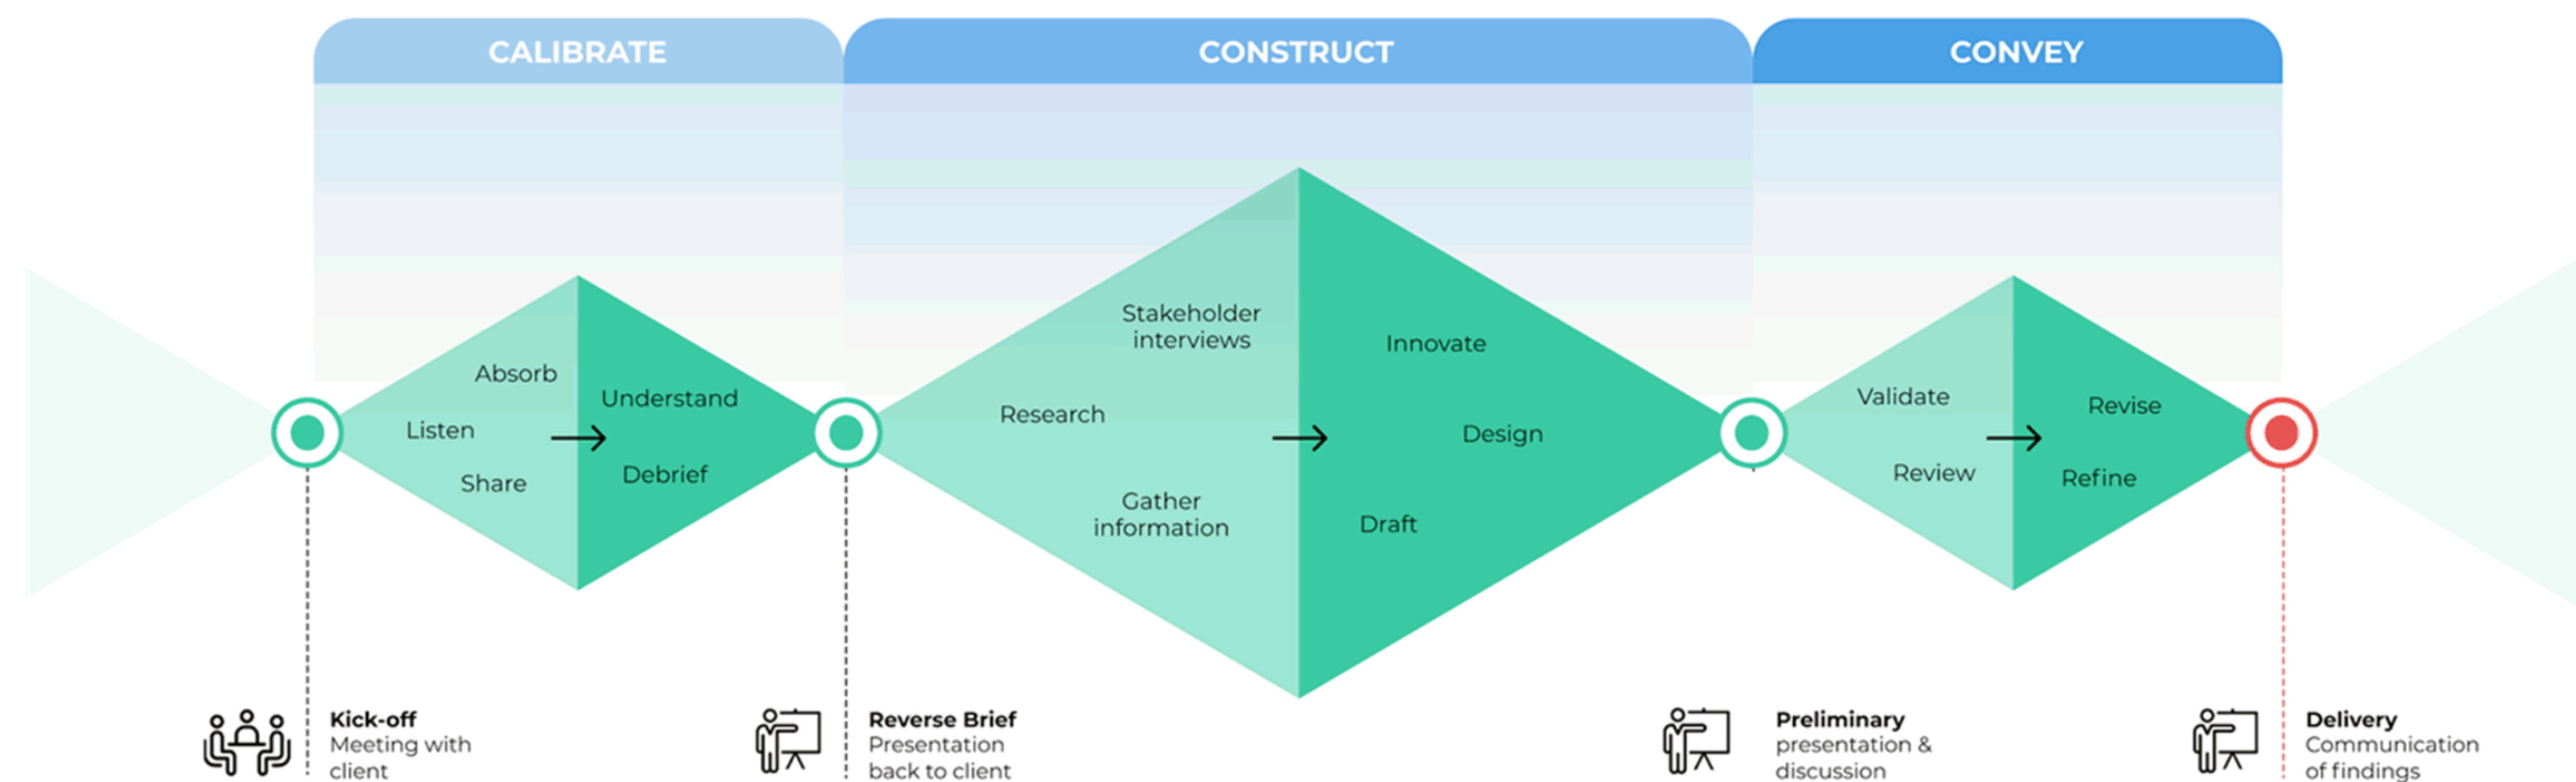 CALIBRATE
CONSTRUCT
CONVEY
Absorb
Listen
Share
Understand
Debrief
Stakeholder
interviews
Research
Gather
information
Innovate
Design
Draft
Validate
Review
Revise
Refine
Kick-off
Meeting with
client
Reverse Brief
Presentation
back to client
Preliminary
presentation &
discussion
Delivery
Communication
of findings